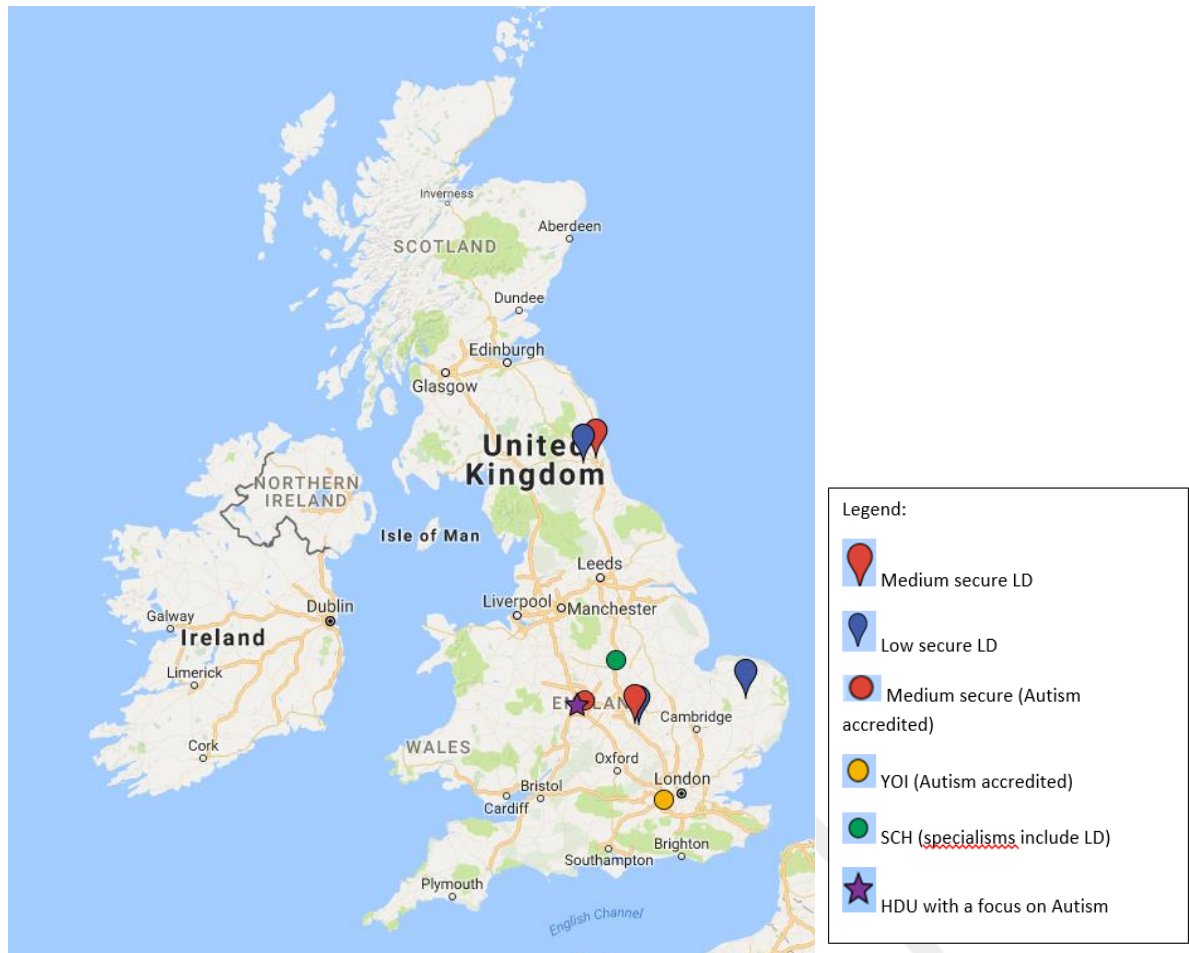 Inverness
Aberdeen
SCOTLAND
Dundee
Edinburgh
Glasgow
United
Kingdom
NORTHERN
IRELAND
Isle of Man
Leeds
Liverpool
Manchester
Galway
Dublin
Ireland
Limerick
ENGLAND
Cambridge
Cork
WALES
Oxford
London
Bristol
Cardiff
Brighton
Southampton
Plymouth
English Channel
Legend:
Medium secure LD
Low secure LD
Medium secure (Autism
accredited)
YOI (Autism accredited)
SCH (specialisms include LD)
HDU with a focus on Autism